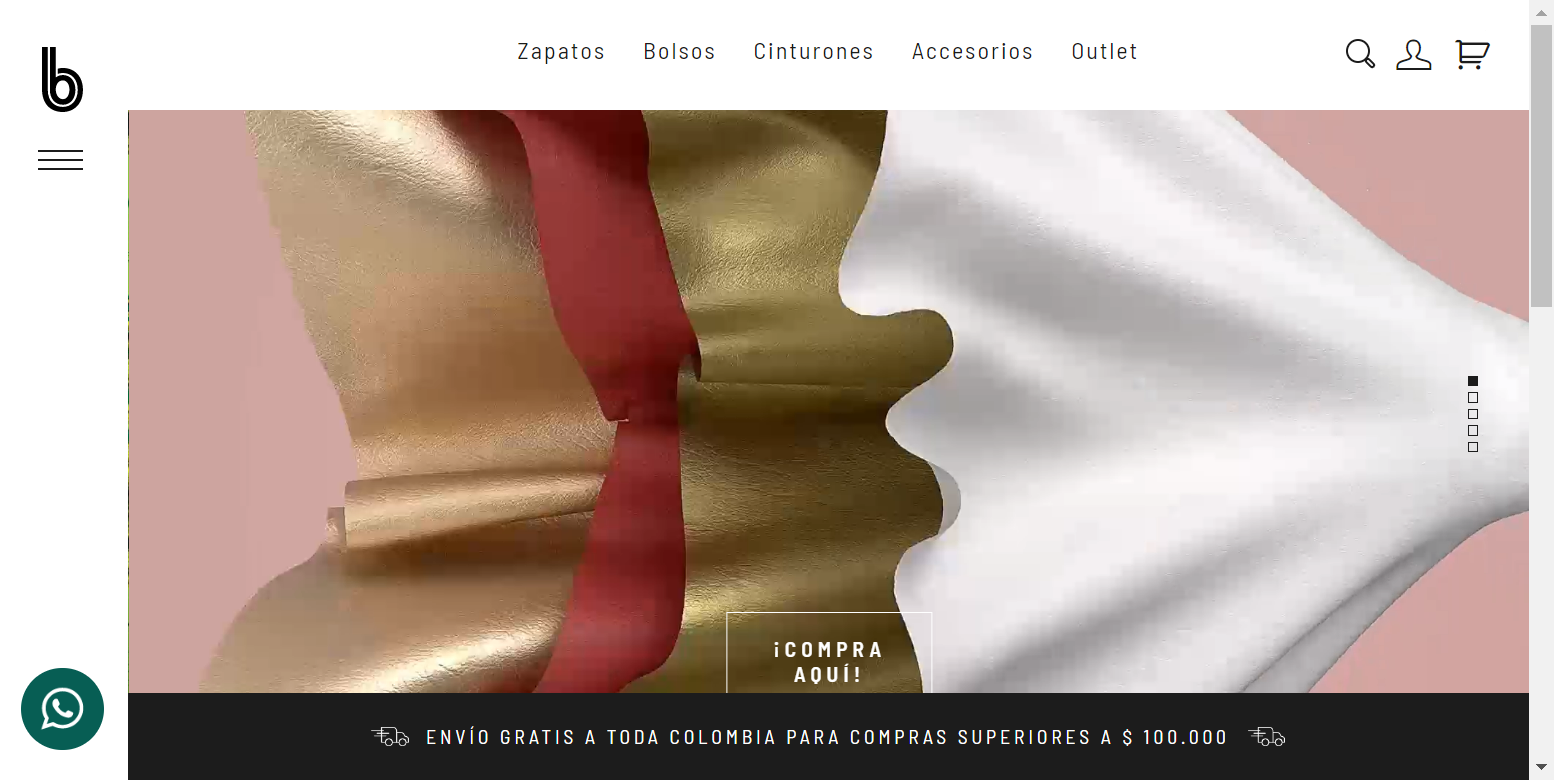 b
Zapatos Bolsos Cinturones Accesorios Outlet
¡COMPRA
AQUÍ!
ENVÍO GRATIS A TODA COLOMBIA PARA COMPRAS SUPERIORES A $ 100.000